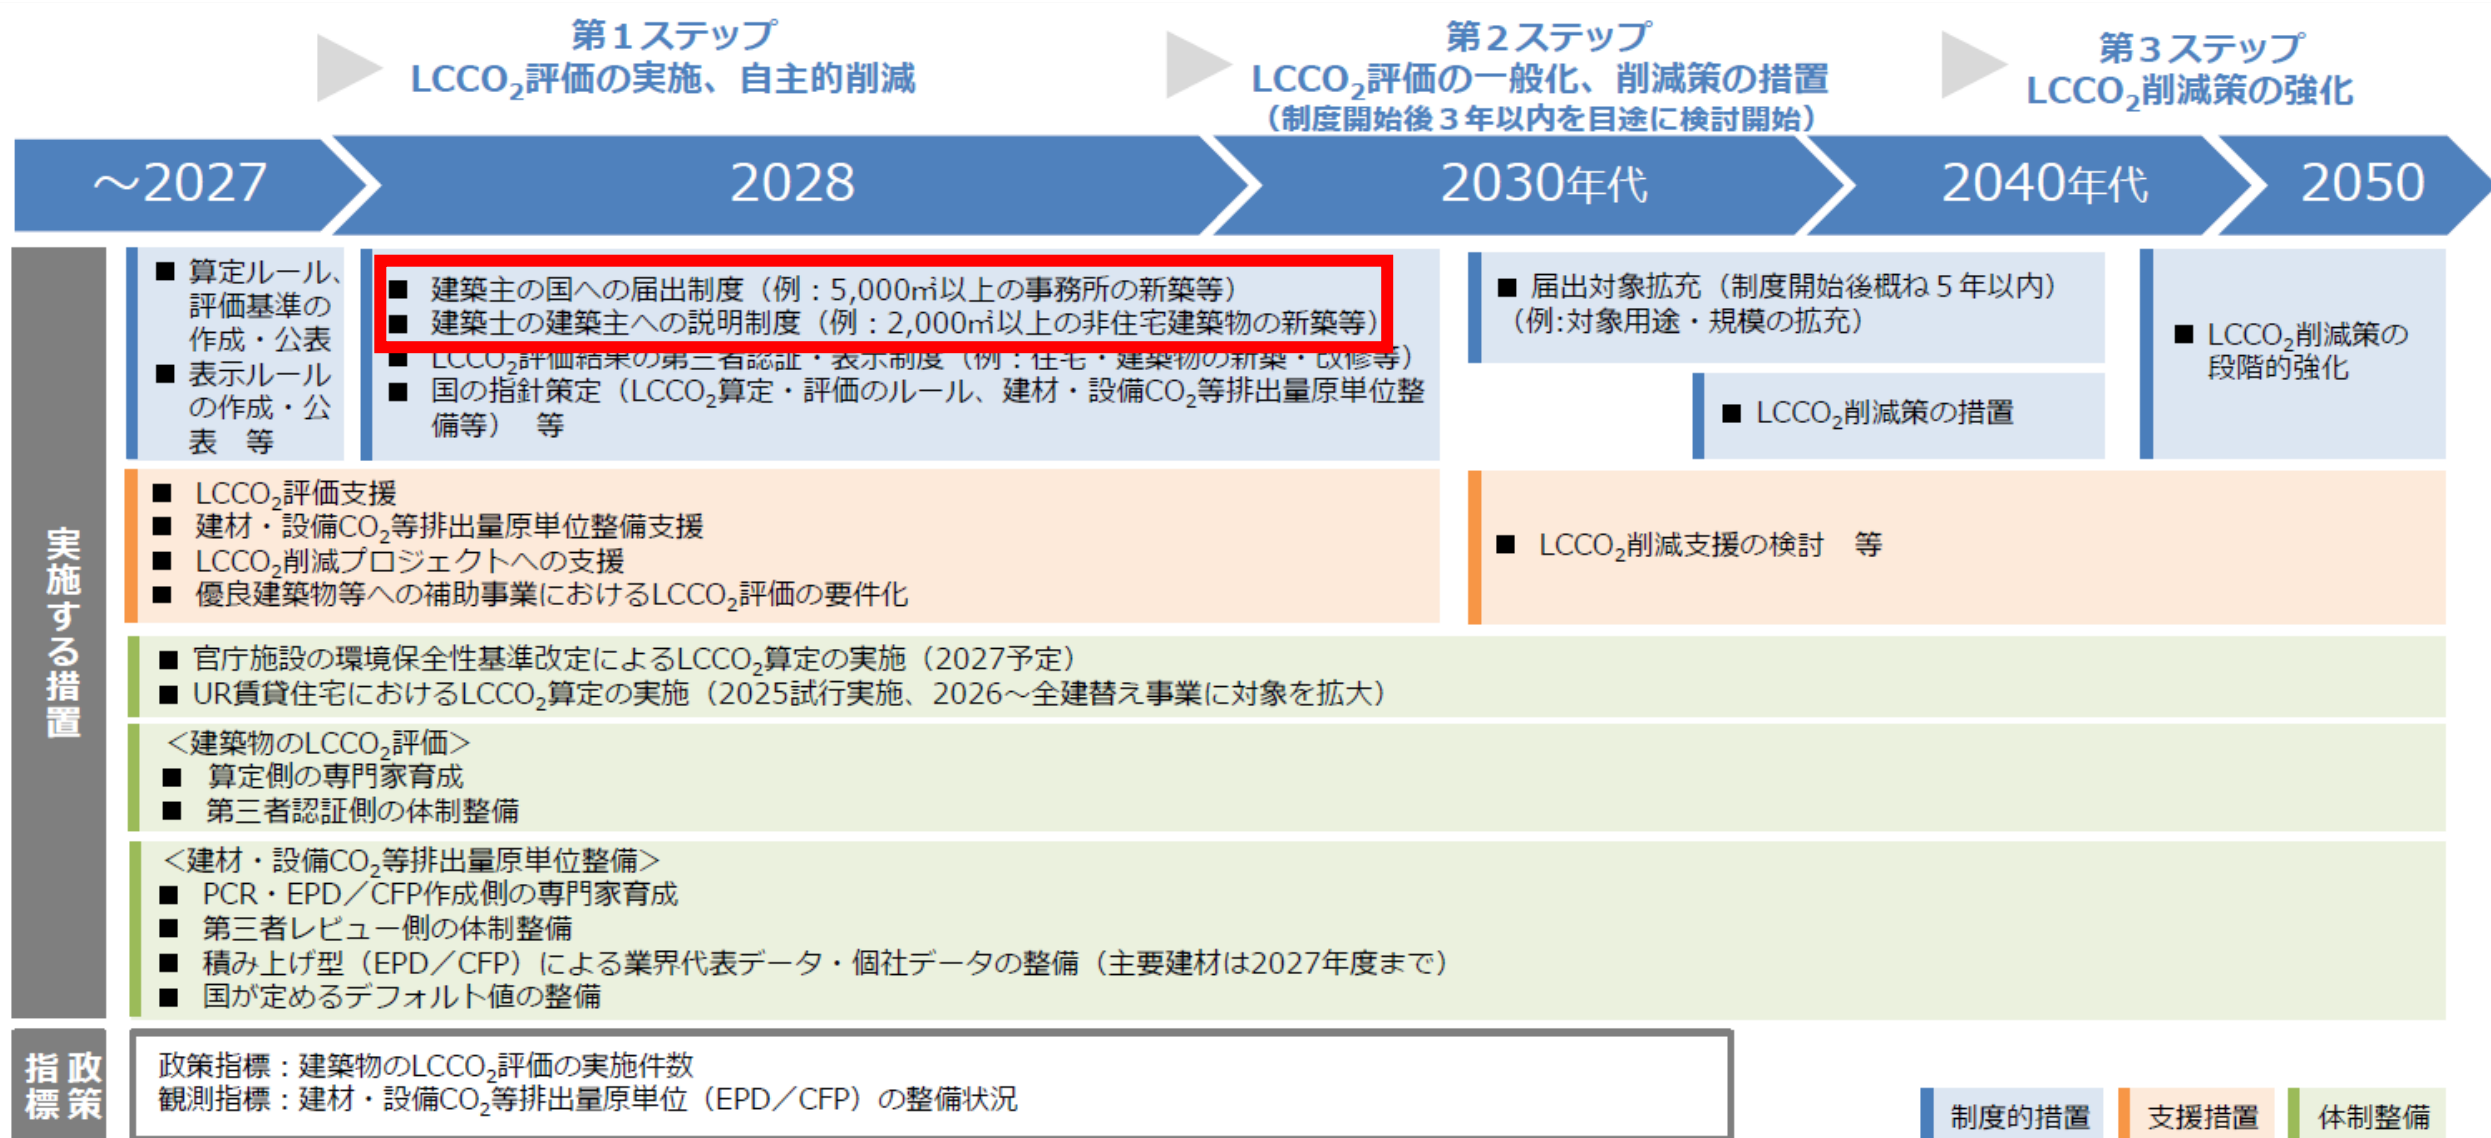 第１ステップ
LCCO₂評価の実施、自主的削減
第２ステップ
LCCO₂評価の一般化、削減策の措置
（制度開始後３年以内を目途に検討開始）
第３ステップ
LCCO₂削減策の強化
～2027
2028
2030年代
2040年代
2050
実施する措置
■ 算定ルール、
評価基準の
作成・公表
■ 表示ルール
の作成・公
表　等
■ 建築主の国への届出制度（例：5,000㎡以上の事務所の新築等）
■ 建築士の建築主への説明制度（例：2,000㎡以上の非住宅建築物の新築等）
■ LCCO₂評価結果の第三者認証・表示制度（例：住宅・建築物の新築・改修等）
■ 国の指針策定（LCCO₂算定・評価のルール、建材・設備CO₂等排出量原単位整
備等）　等
■ 届出対象拡充（制度開始後概ね５年以内）
（例:対象用途・規模の拡充）
■ LCCO₂削減策の措置
■ LCCO₂削減策の
段階的強化
■ LCCO₂評価支援
■ 建材・設備CO₂等排出量原単位整備支援
■ LCCO₂削減プロジェクトへの支援
■ 優良建築物等への補助事業におけるLCCO₂評価の要件化
■ LCCO₂削減支援の検討　等
■ 官庁施設の環境保全性基準改定によるLCCO₂算定の実施（2027予定）
■ UR賃貸住宅におけるLCCO₂算定の実施（2025試行実施、2026～全建替え事業に対象を拡大）
＜建築物のLCCO₂評価＞
■ 算定側の専門家育成
■ 第三者認証側の体制整備
＜建材・設備CO₂等排出量原単位整備＞
■ PCR・EPD／CFP作成側の専門家育成
■ 第三者レビュー側の体制整備
■ 積み上げ型（EPD／CFP）による業界代表データ・個社データの整備（主要建材は2027年度まで）
■ 国が定めるデフォルト値の整備
政策指標
政策指標：建築物のLCCO₂評価の実施件数
観測指標：建材・設備CO₂等排出量原単位（EPD／CFP）の整備状況
制度的措置
支援措置
体制整備